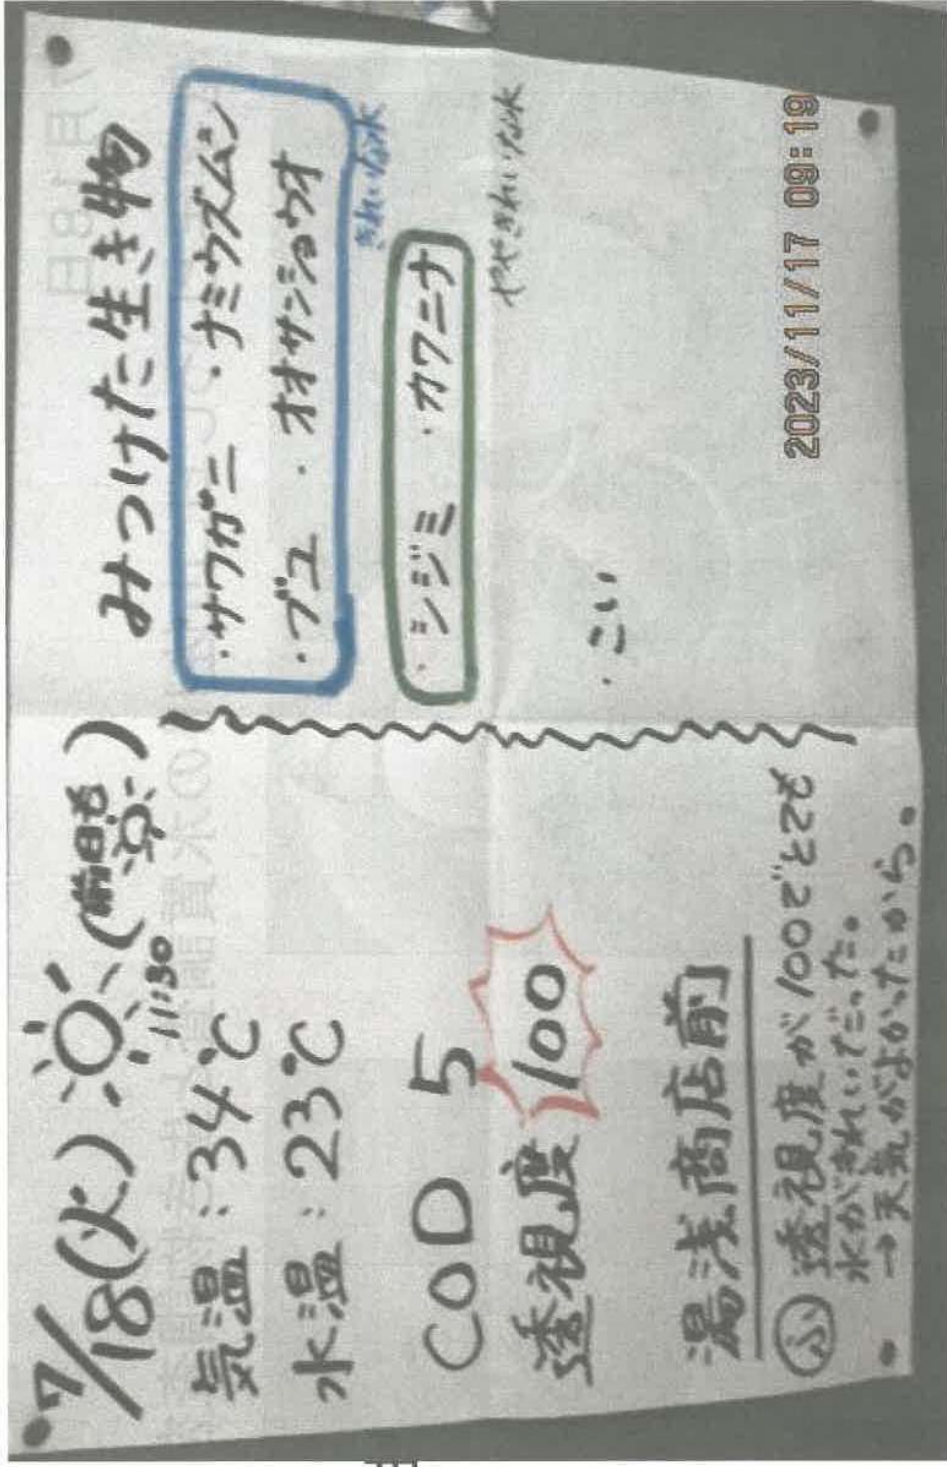 7/18(火) (前日も )
11:30
気温:34℃
水温:23℃
COD 5
透視度 100
湯浅商店前
ふ 透視度が100でとても
水がきれいだった。
→天気がよかったから。
みつけた生き物
・サワガニ ・ナミウズムシ
・ブユ ・オオサンショウウオ
きれいな水
・シジミ ・カワニナ
ややきれいな水
・こい
2023/11/17 09:19